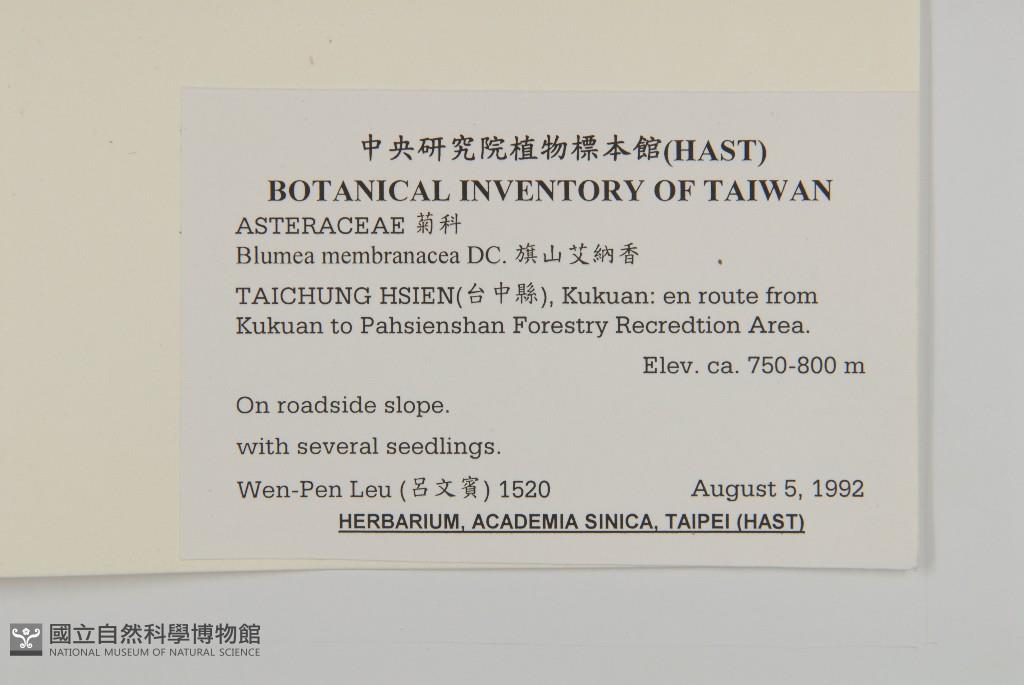 中央研究院植物標本館(HAST)
BOTANICAL INVENTORY OF TAIWAN
ASTERACEAE 菊科
Blumea membranacea DC. 旗山艾納香
TAICHUNG HSIEN(台中縣), Kukuan: en route from
Kukuan to Pahsienshan Forestry Recredtion Area.
Elev. ca. 750-800 m
On roadside slope.
with several seedlings.
Wen-Pen Leu (呂文賓) 1520 August 5, 1992
HERBARIUM, ACADEMIA SINICA, TAIPEI (HAST)
國立自然科學博物館
NATIONAL MUSEUM OF NATURAL SCIENCE